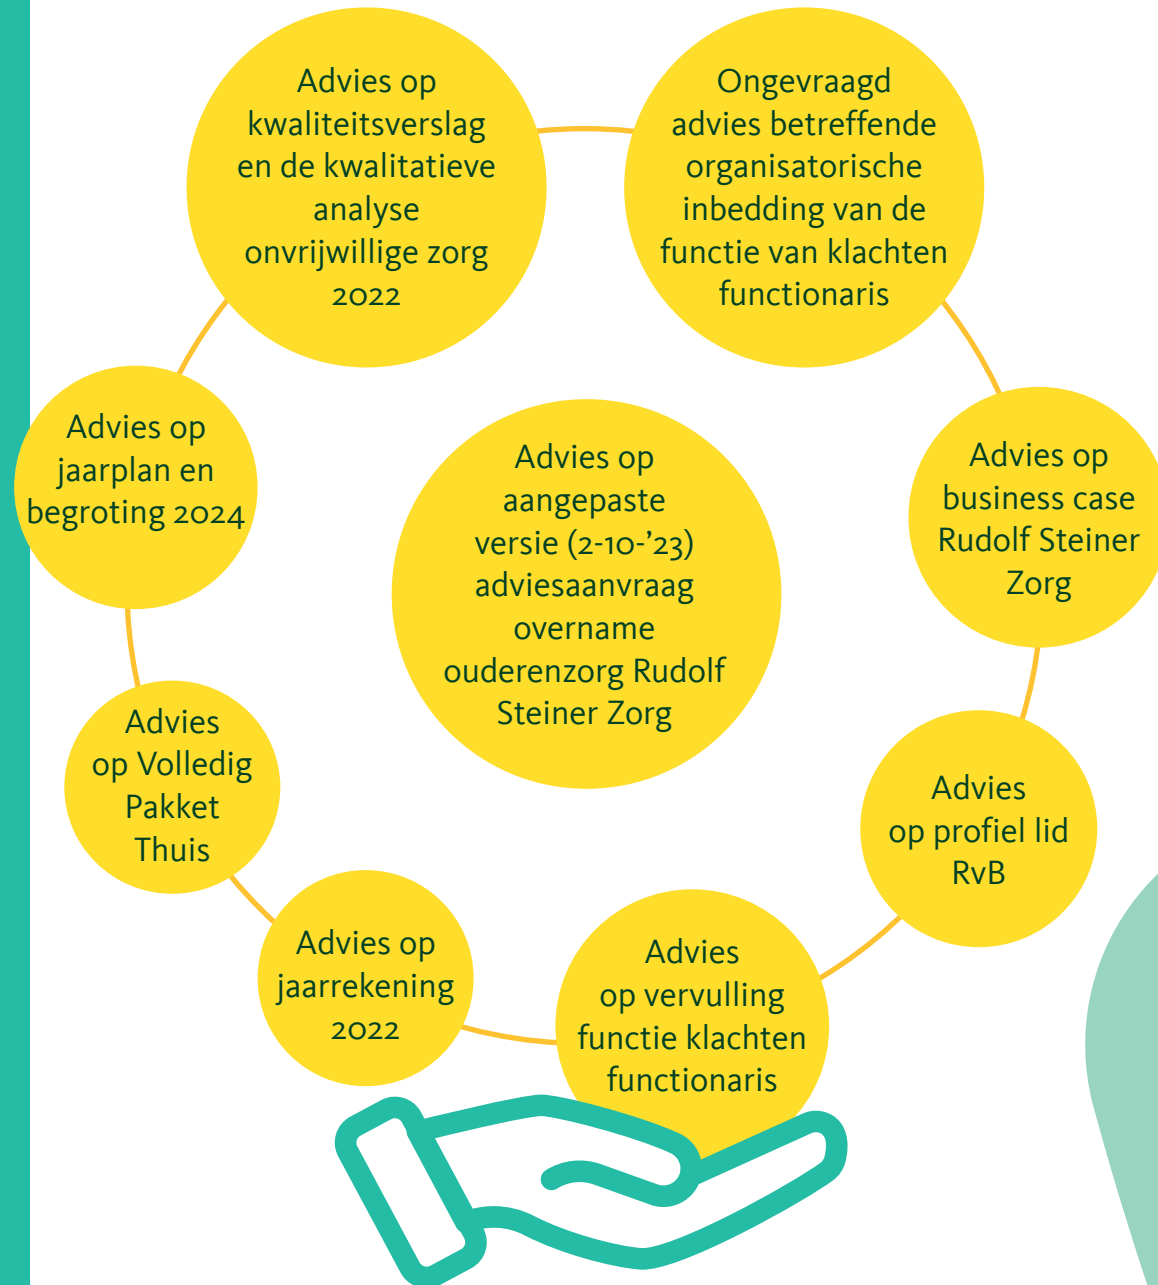 Advies op
kwaliteitsverslag
en de kwalitatieve
analyse
onvrijwillige zorg
2022
Ongevraagd
advies betreffende
organisatorische
inbedding van de
functie van klachten
functionaris
Advies op
jaarplan en
begroting 2024
Advies op
aangepaste
versie (2-10-’23)
adviesaanvraag
overname
ouderenzorg Rudolf
Steiner Zorg
Advies op
business case
Rudolf Steiner
Zorg
Advies
op Volledig
Pakket
Thuis
Advies
op profiel lid
RvB
Advies op
jaarrekening
2022
Advies
op vervulling
functie klachten
functionaris